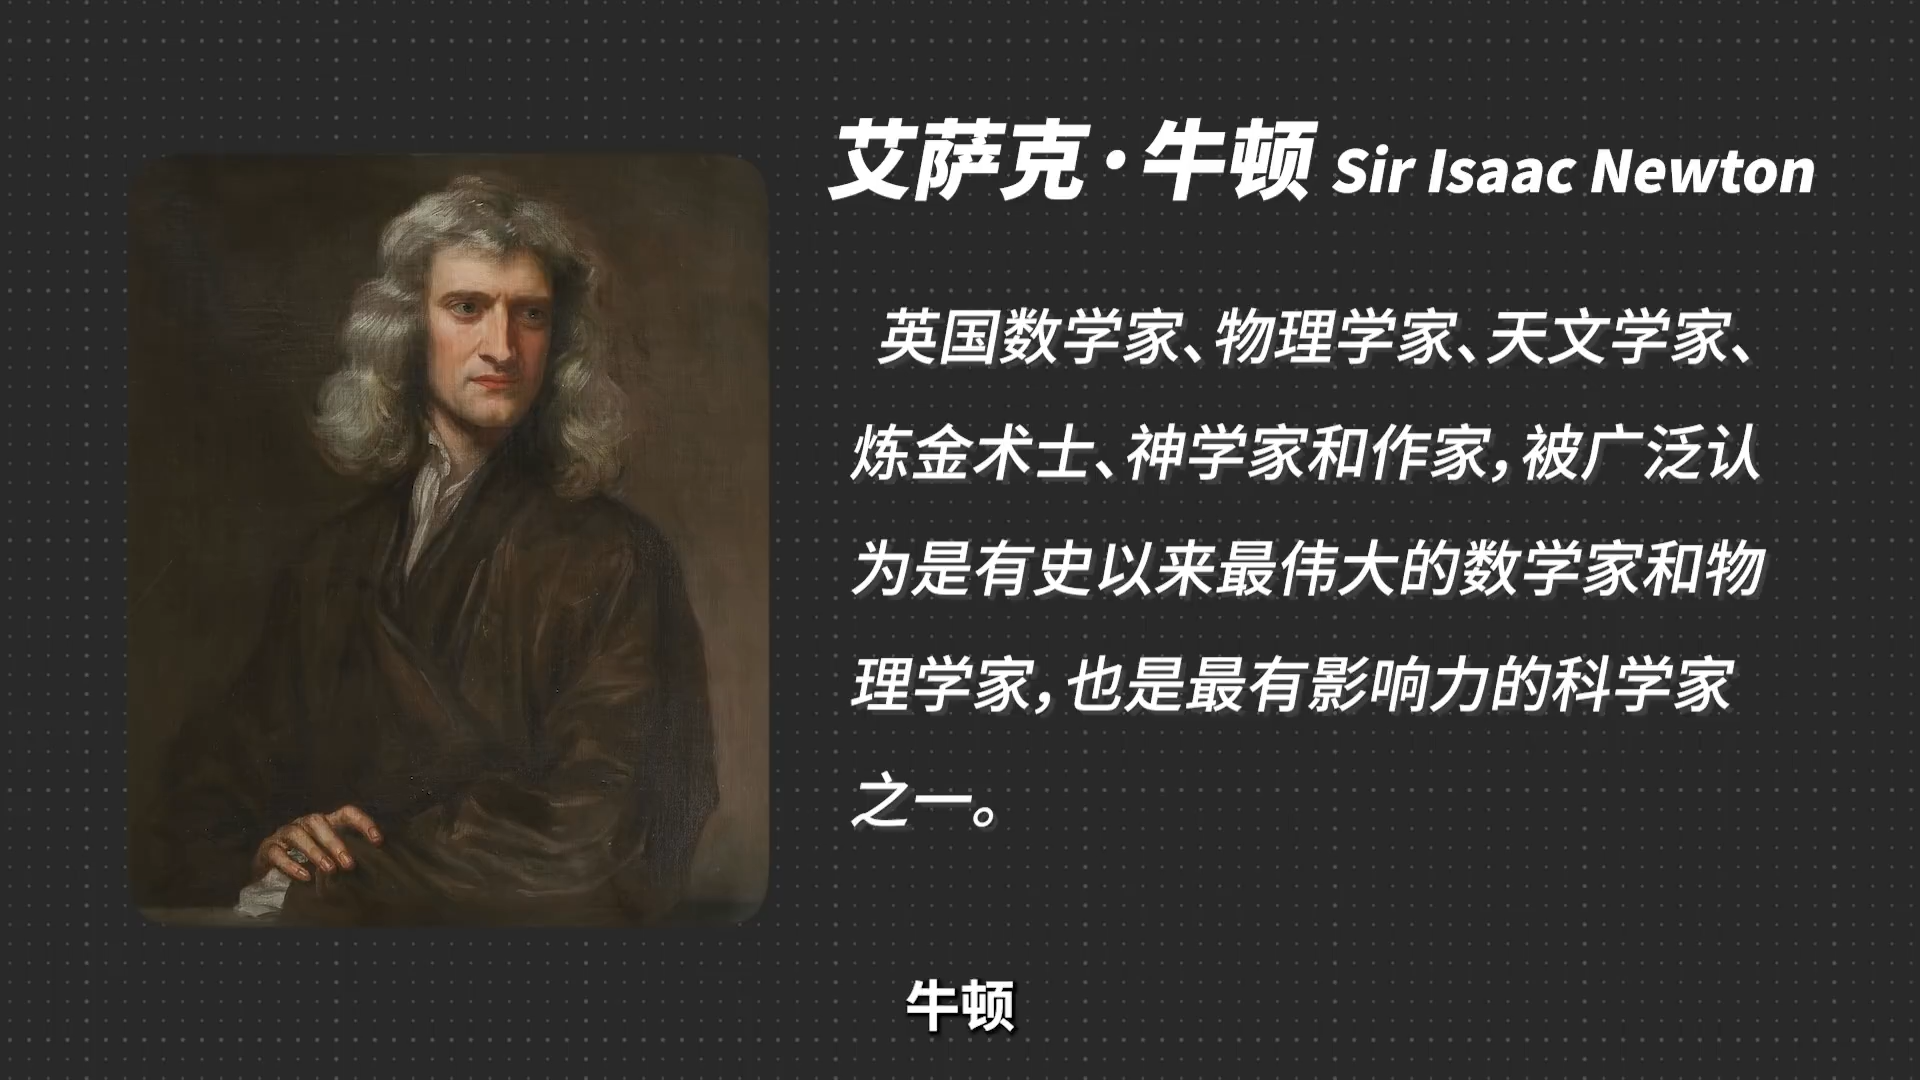 艾萨克·牛顿 Sir Isaac Newton
英国数学家、物理学家、天文学家、
炼金术士、神学家和作家，被广泛认
为是有史以来最伟大的数学家和物
理学家，也是最有影响力的科学家
之一。
牛顿